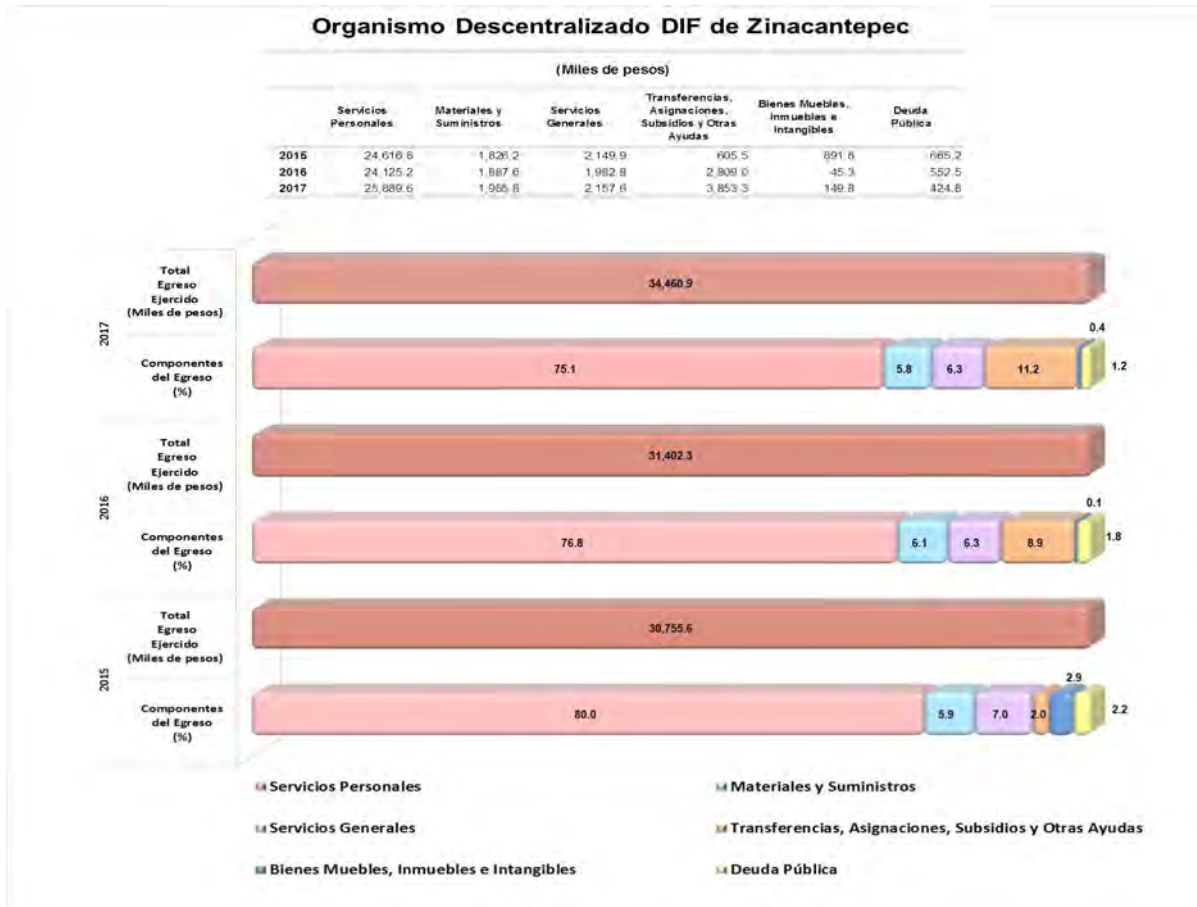 Organismo Descentralizado DIF de Zinacantepec
(Miles de pesos)
Servicios Personales
Materiales y Suministros
Servicios Generales
Transferencias, Asignaciones, Subsidios y Otras Ayudas
Bienes Muebles, Inmuebles e Intangibles
Deuda Pública
2015 24,616.8 1,826.2 2,149.9 605.5 891.8 665.2
2016 24,125.2 1,887.6 1,982.8 2,809.0 45.3 552.5
2017 25,889.6 1,985.8 2,157.6 3,853.3 149.8 424.8
2017
Total
Egreso
Ejercido
(Miles de pesos)
34,460.9
Componentes
del Egreso
(%)
75.1 5.8 6.3 11.2 0.4 1.2
2016
Total
Egreso
Ejercido
(Miles de pesos)
31,402.3
Componentes
del Egreso
(%)
76.8 6.1 6.3 8.9 0.1 1.8
2015
Total
Egreso
Ejercido
(Miles de pesos)
30,755.6
Componentes
del Egreso
(%)
80.0 5.9 7.0 2.0 2.9 2.2
Servicios Personales
Materiales y Suministros
Servicios Generales
Transferencias, Asignaciones, Subsidios y Otras Ayudas
Bienes Muebles, Inmuebles e Intangibles
Deuda Pública